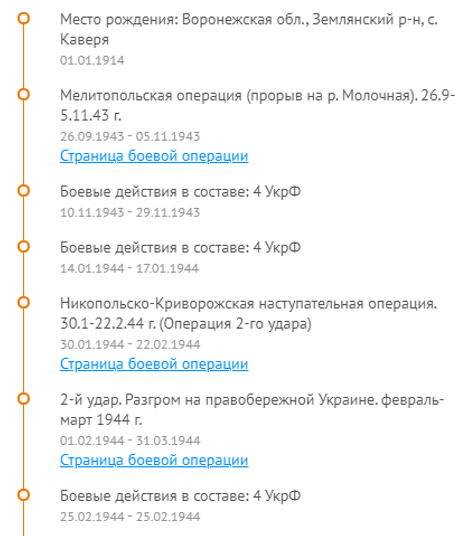 Место рождения: Воронежская обл., Землянский р-н, с.
Каверя
01.01.1914
Мелитопольская операция (прорыв на р. Молочная). 26.9-
5.11.43 г.
26.09.1943 - 05.11.1943
Страница боевой операции
Боевые действия в составе: 4 УкрФ
10.11.1943 - 29.11.1943
Боевые действия в составе: 4 УкрФ
14.01.1944 - 17.01.1944
Никопольско-Криворожская наступательная операция.
30.1-22.2.44 г. (Операция 2-го удара)
30.01.1944 - 22.02.1944
Страница боевой операции
2-й удар. Разгром на правобережной Украине. февраль-
март 1944 г.
01.02.1944 - 31.03.1944
Страница боевой операции
Боевые действия в составе: 4 УкрФ
25.02.1944 - 25.02.1944